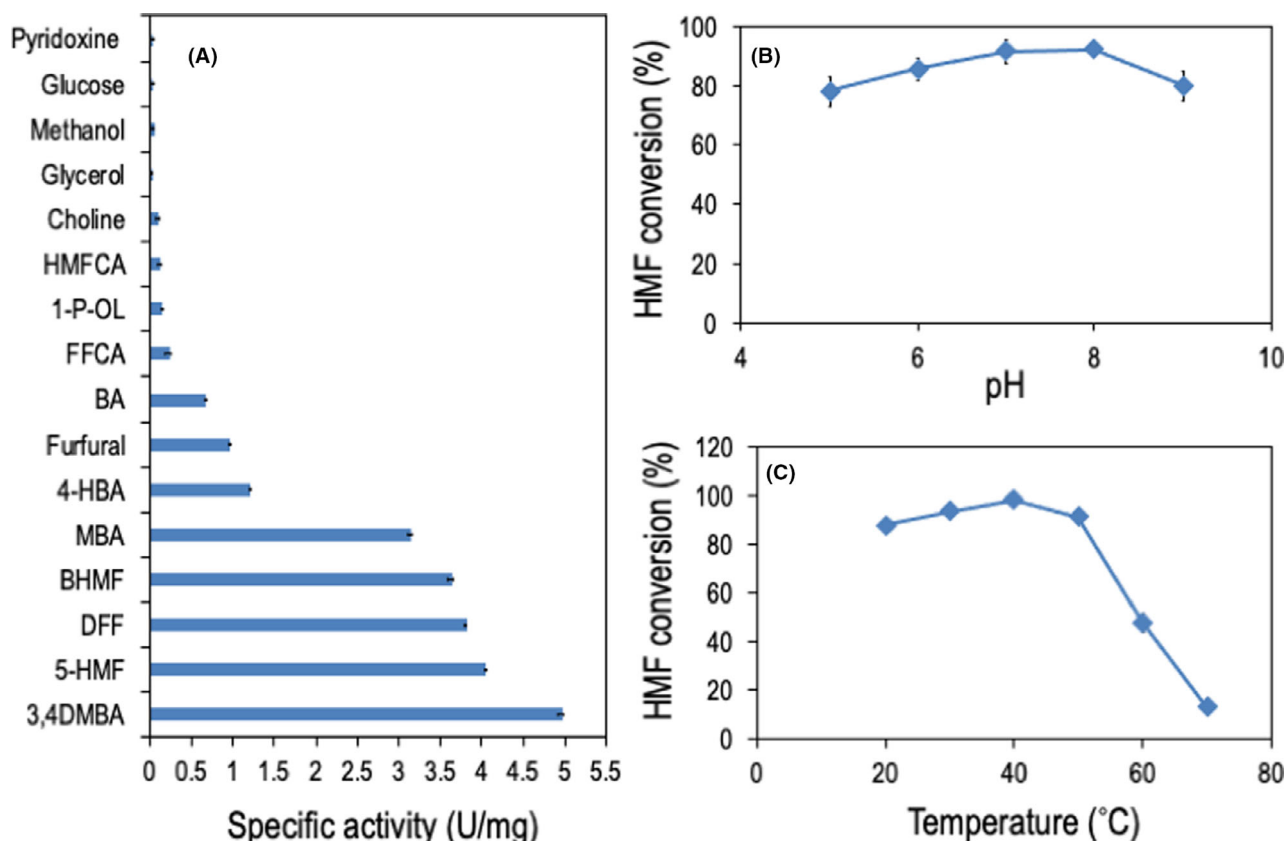 (A)
Pyridoxine
Glucose
Methanol
Glycerol
Choline
HMFCA
1-P-OL
FFCA
BA
Furfural
4-HBA
MBA
BHMF
DFF
5-HMF
3,4DMBA
0 0.5 1 1.5 2 2.5 3 3.5 4 4.5 5 5.5
Specific activity (U/mg)
(B)
HMF conversion (%)
100
80
60
40
20
0
4 6 8 10
pH
(C)
HMF conversion (%)
120
100
80
60
40
20
0
0 20 40 60 80
Temperature (°C)